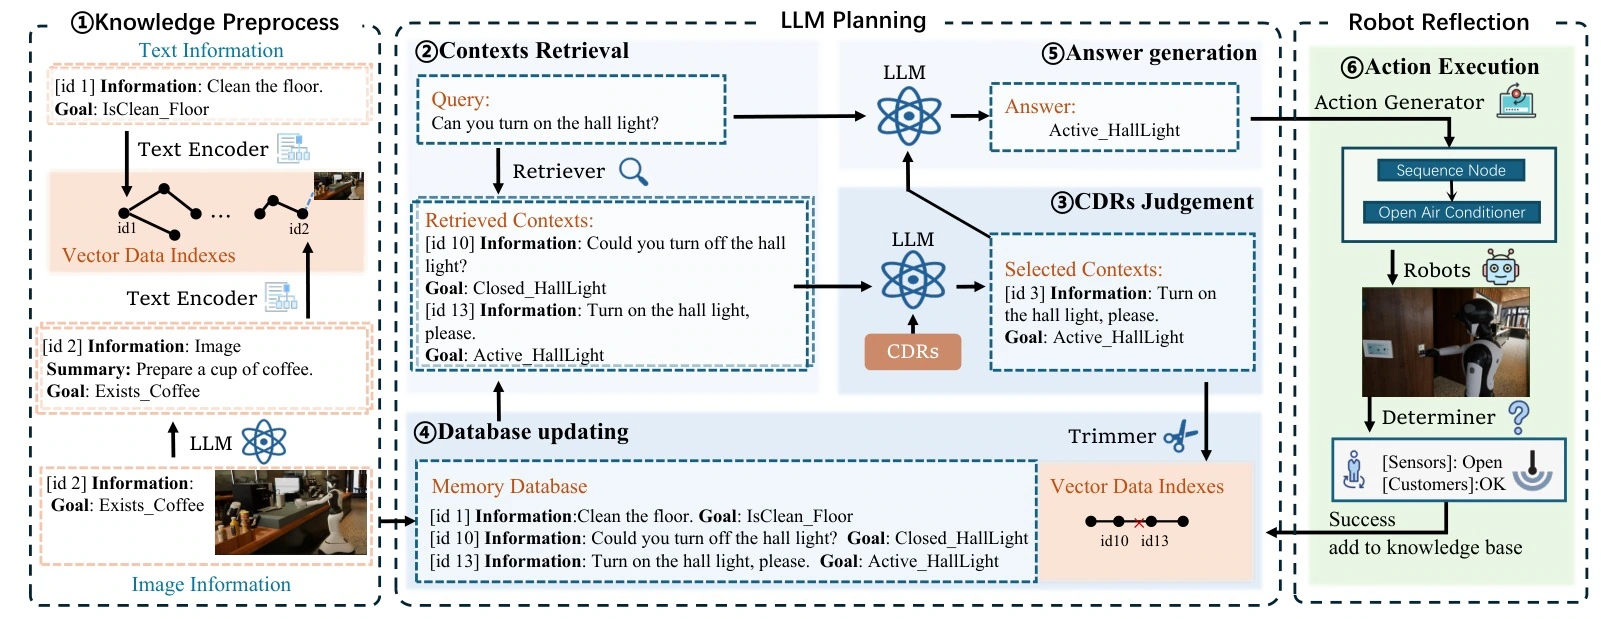 ①Knowledge Preprocess
Text Information
[id 1] Information: Clean the floor.
Goal: IsClean_Floor
Text Encoder
id1
...
id2
Vector Data Indexes
Text Encoder
[id 2] Information: Image
Summary: Prepare a cup of coffee.
Goal: Exists_Coffee
LLM
[id 2] Information:
Goal: Exists_Coffee
Image Information
LLM Planning
②Contexts Retrieval
Query:
Can you turn on the hall light?
Retriever
Retrieved Contexts:
[id 10] Information: Could you turn off the hall
light?
Goal: Closed_HallLight
[id 13] Information: Turn on the hall light,
please.
Goal: Active_HallLight
⑤Answer generation
LLM
Answer:
Active_HallLight
③CDRs Judgement
LLM
CDRs
Selected Contexts:
[id 3] Information: Turn on
the hall light, please.
Goal: Active_HallLight
④Database updating
Trimmer
Memory Database
[id 1] Information:Clean the floor. Goal: IsClean_Floor
[id 10] Information: Could you turn off the hall light? Goal: Closed_HallLight
[id 13] Information: Turn on the hall light, please. Goal: Active_HallLight
Vector Data Indexes
id10 id13
Robot Reflection
⑥Action Execution
Action Generator
Sequence Node
Open Air Conditioner
Robots
Determiner
[Sensors]: Open
[Customers]:OK
Success
add to knowledge base